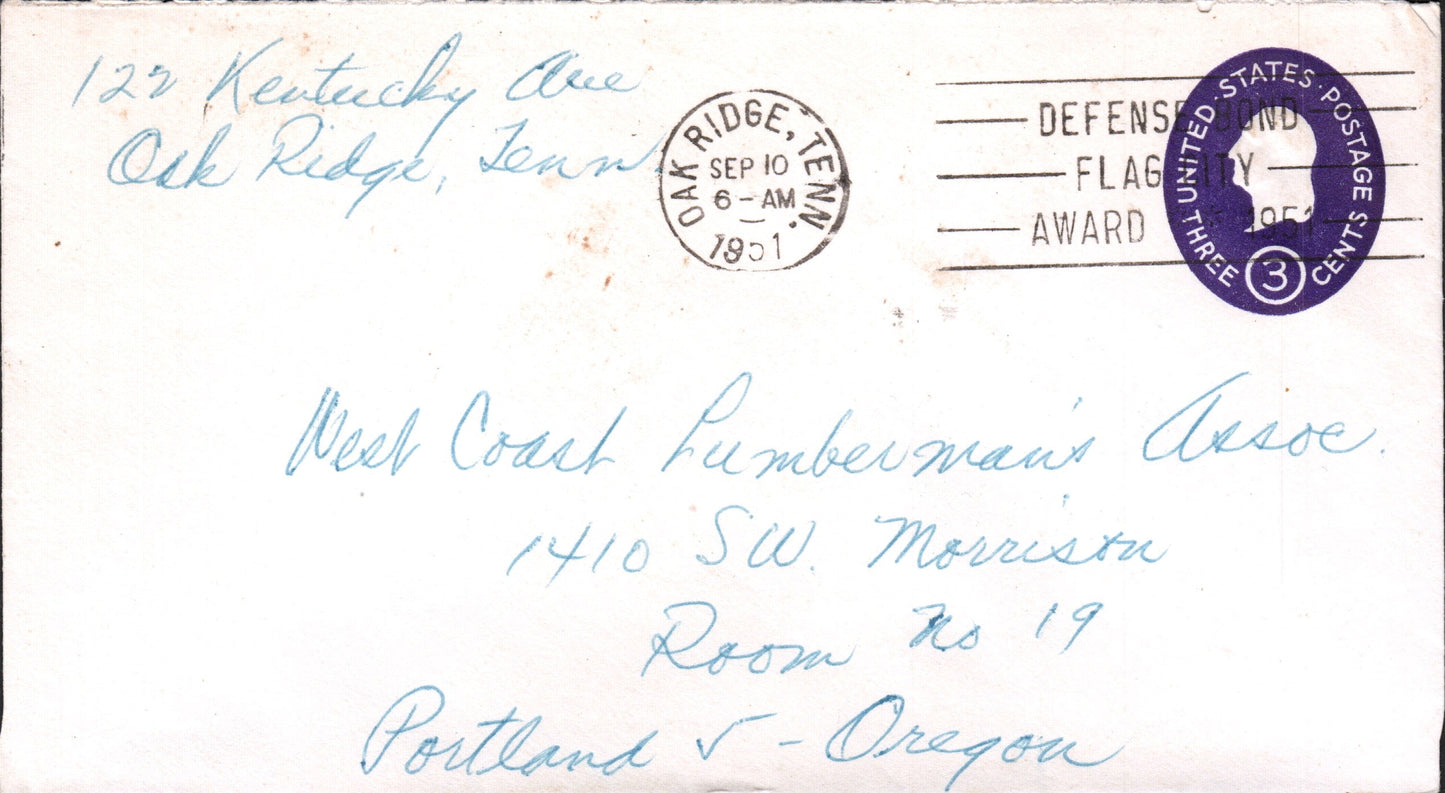 122 Kentucky Ave
Oak Ridge, Tenn.
OAK RIDGE, TENN.
SEP 10
6-AM
1951
DEFENSE BOND
FLAG CITY
AWARD 1951
UNITED·STATES·POSTAGE
THREE 3 CENTS
West Coast Lumberman's Assoc.
1410 SW. Morrison
Room No 19
Portland 5 - Oregon